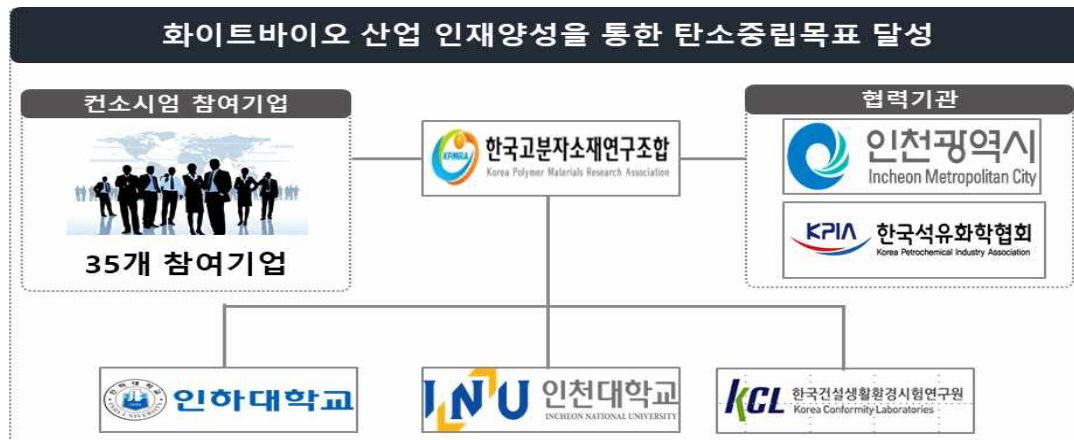 화이트바이오 산업 인재양성을 통한 탄소중립목표 달성
컨소시엄 참여기업
35개 참여기업
KPMRA
한국고분자소재연구조합
Korea Polymer Materials Research Association
협력기관
인천광역시
Incheon Metropolitan City
KPIA 한국석유화학협회
Korea Petrochemical Industry Association
인하대학교
INU 인천대학교
INCHEON NATIONAL UNIVERSITY
KCL 한국건설생활환경시험연구원
Korea Conformity Laboratories